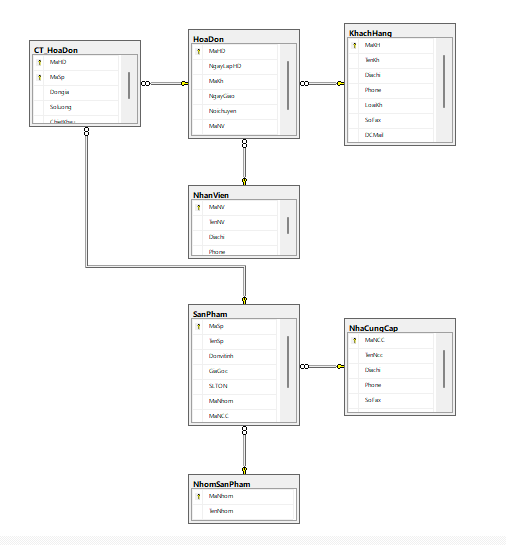 CT_HoaDon
MaHD
MaSp
Dongia
Soluong
HoaDon
MaHD
NgayLapHD
MaKh
NgayGiao
Noichuyen
MaNV
KhachHang
MaKH
TenKh
Diachi
Phone
LoaiKh
SoFax
DCMail
NhanVien
MaNV
TenNV
Diachi
Phone
SanPham
MaSp
TenSp
Donvitinh
GiaGoc
SLTON
MaNhom
MaNCC
NhaCungCap
MaNCC
TenNcc
Diachi
Phone
SoFax
NhomSanPham
MaNhom
TenNhom